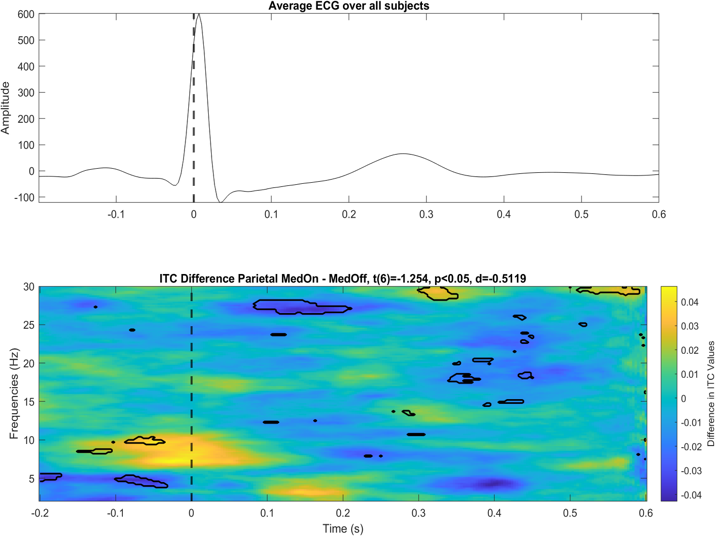 Average ECG over all subjects
600
500
400
300
200
100
0
-100
Amplitude
-0.1 0 0.1 0.2 0.3 0.4 0.5 0.6
ITC Difference Parietal MedOn - MedOff, t(6)=-1.254, p<0.05, d=-0.5119
30
25
20
15
10
5
Frequencies (Hz)
-0.2 -0.1 0 0.1 0.2 0.3 0.4 0.5 0.6
Time (s)
0.04
0.03
0.02
0.01
0
-0.01
-0.02
-0.03
-0.04
Difference in ITC Values